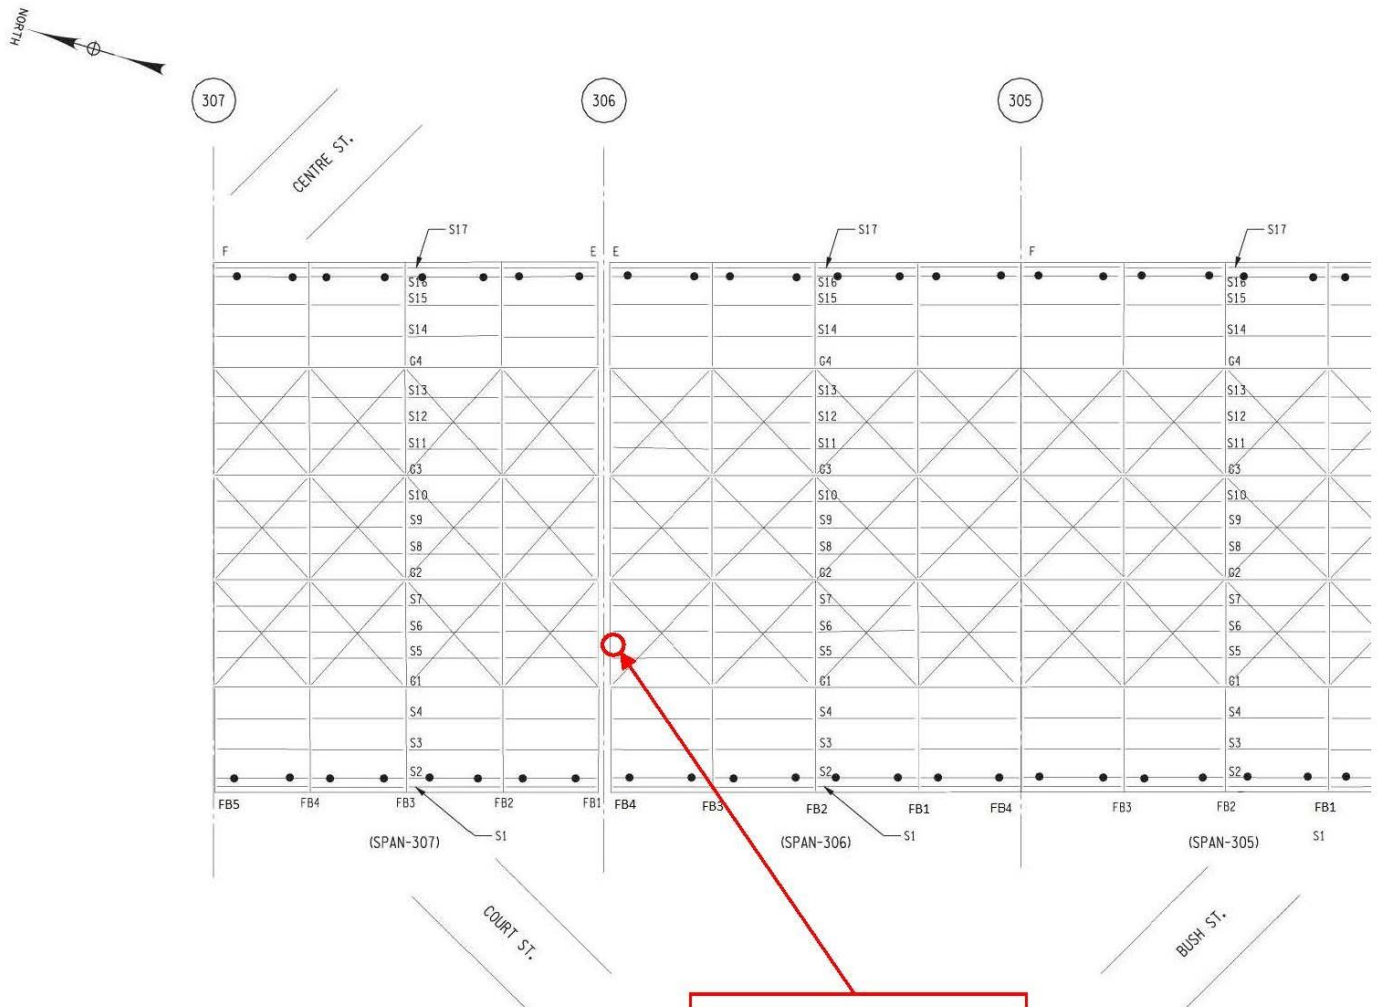 NORTH
307
306
305
CENTRE ST.
S17
S17
S17
F
E
E
F
S16
S16
S16
S15
S15
S15
S14
S14
S14
G4
G4
G4
S13
S13
S13
S12
S12
S12
S11
S11
S11
G3
G3
G3
S10
S10
S10
S9
S9
S9
S8
S8
S8
G2
G2
G2
S7
S7
S7
S6
S6
S6
S5
S5
S5
G1
G1
G1
S4
S4
S4
S3
S3
S3
S2
S2
S2
FB5
FB4
FB3
FB2
FB1
FB4
FB3
FB2
FB1
FB4
FB3
FB2
FB1
S1
S1
S1
(SPAN-307)
(SPAN-306)
(SPAN-305)
COURT ST.
BUSH ST.